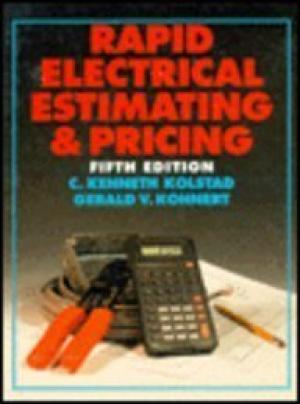 RAPID
ELECTRICAL
ESTIMATING
& PRICING
FIFTH EDITION
C. KENNETH KOLSTAD
GERALD V. KOHNERT